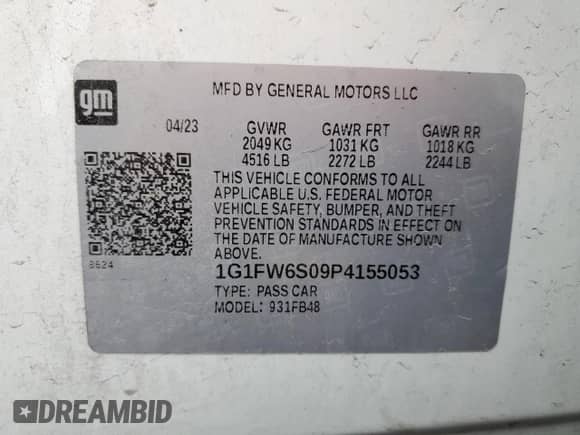 gm
MFD BY GENERAL MOTORS LLC
04/23 GVWR GAWR FRT GAWR RR
2049 KG 1031 KG 1018 KG
4516 LB 2272 LB 2244 LB
THIS VEHICLE CONFORMS TO ALL
APPLICABLE U.S. FEDERAL MOTOR
VEHICLE SAFETY, BUMPER, AND THEFT
PREVENTION STANDARDS IN EFFECT ON
THE DATE OF MANUFACTURE SHOWN
ABOVE.
8624
1G1FW6S09P4155053
TYPE: PASS CAR
MODEL: 931FB48
DREAMBID